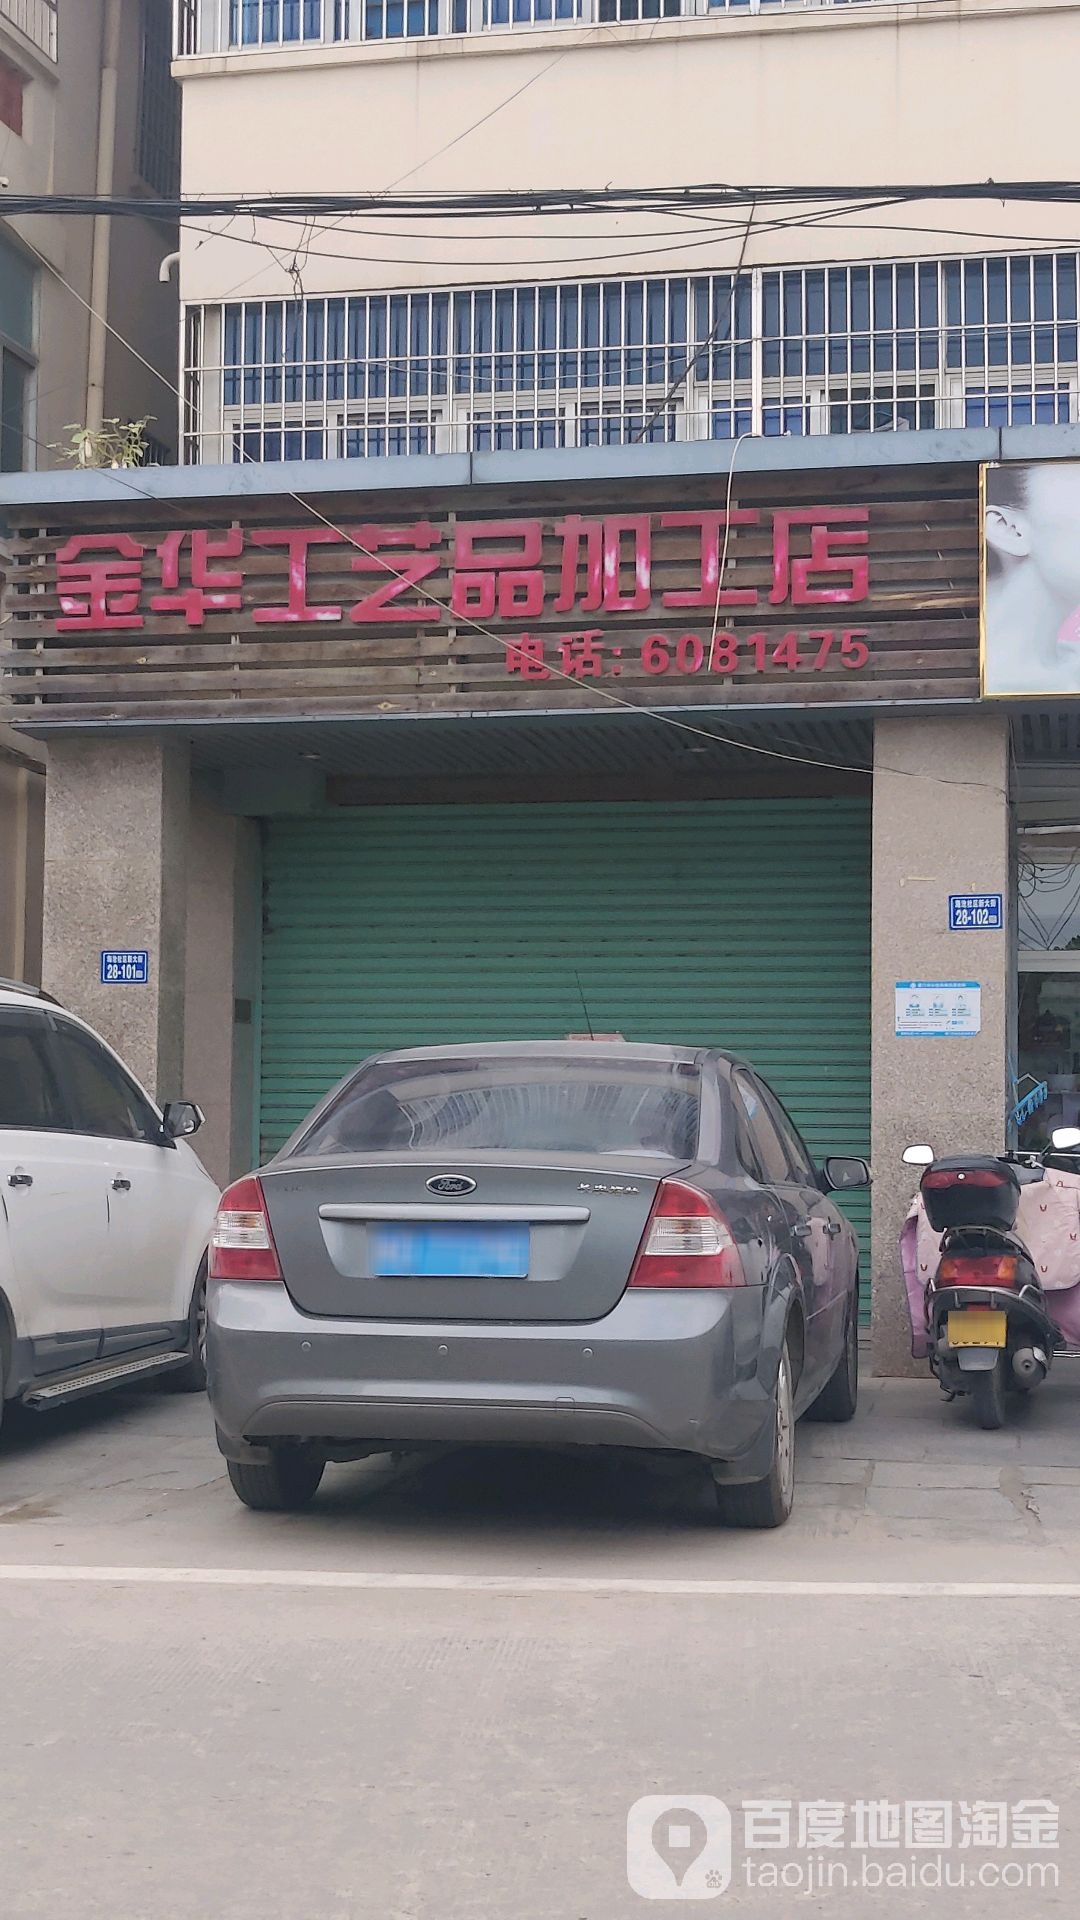 金华工艺品加工店
电话:6081475
28-102
28-101
Ford
百度地图淘金
taojin.baidu.com